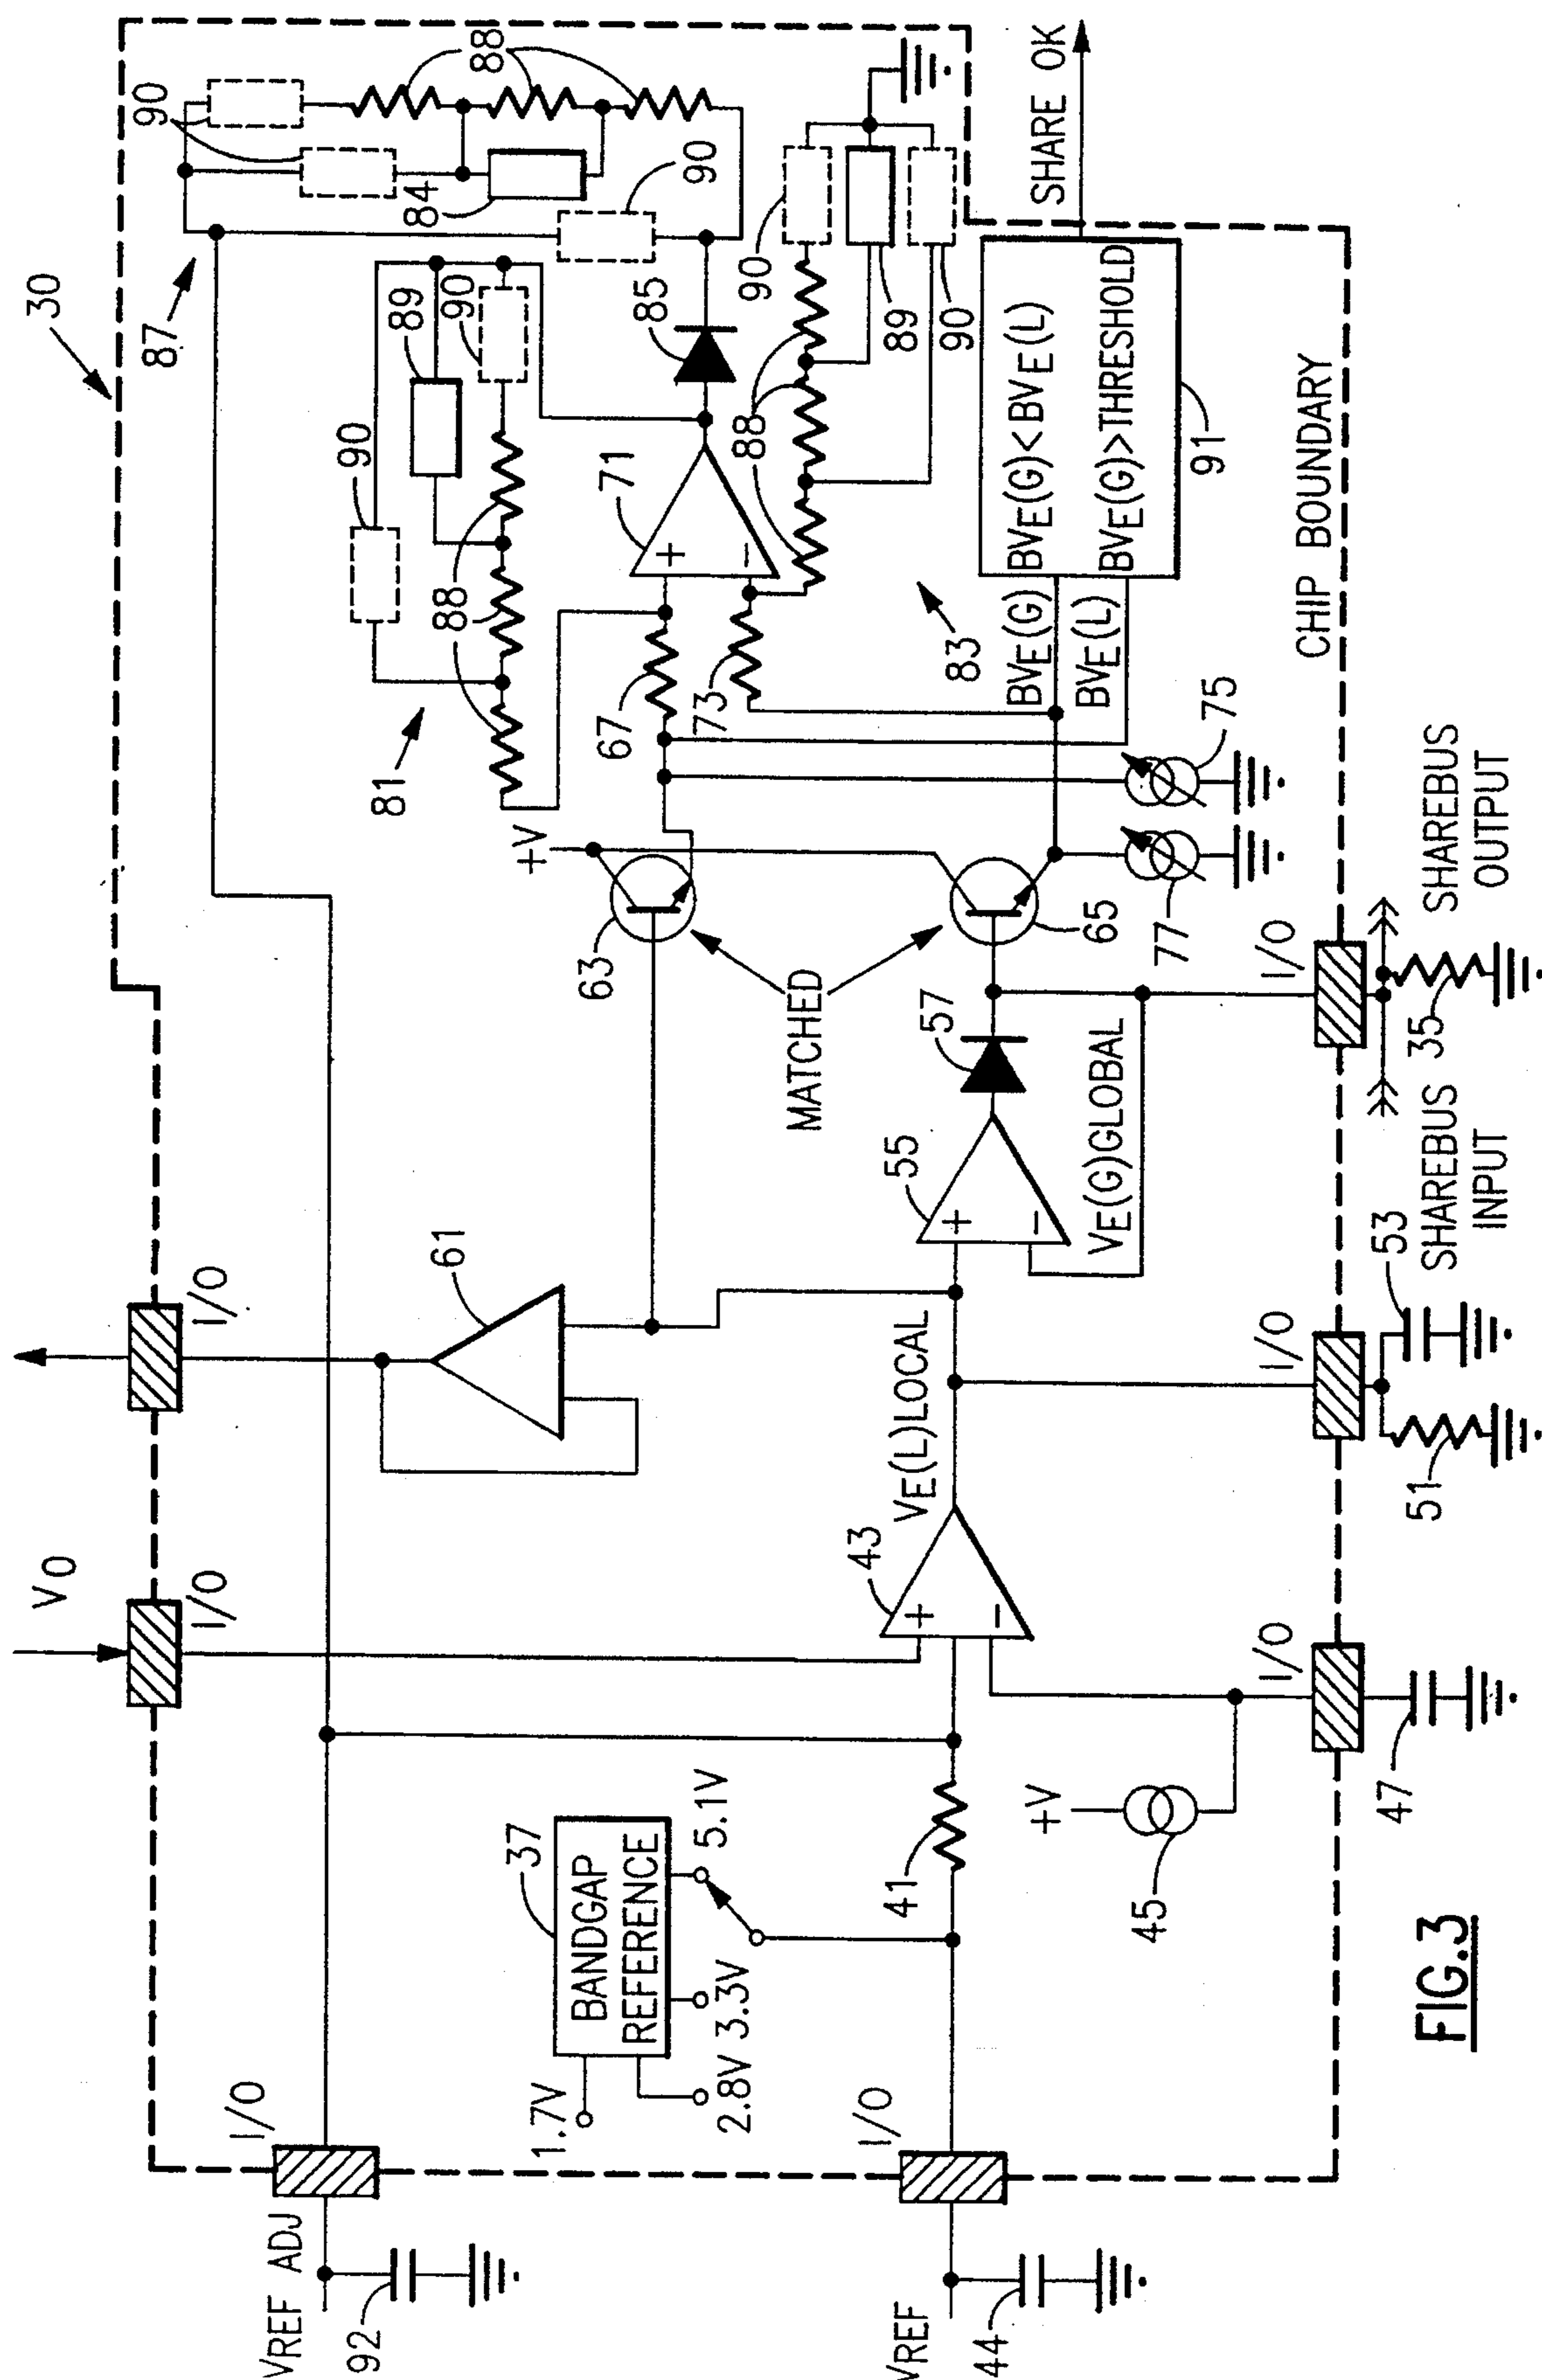 30
87
90
88
84
90
85
89
90
90
88
81
71
67
73
88
90
89
90
83
+
−
BVE(G)
BVE(L)
BVE(G)<BVE(L)
BVE(G)>THRESHOLD
91
SHARE OK
CHIP BOUNDARY
75
77
+V
63
65
MATCHED
57
55
+
−
VE(G)GLOBAL
I/O
35
SHAREBUS
OUTPUT
SHAREBUS
INPUT
61
I/O
VO
I/O
VE(L)LOCAL
43
+
−
I/O
53
51
I/O
47
+V
45
41
37
BANDGAP
REFERENCE
5.1V
3.3V
2.8V
1.7V
I/O
VREF ADJ
92
I/O
VREF
44
FIG.3